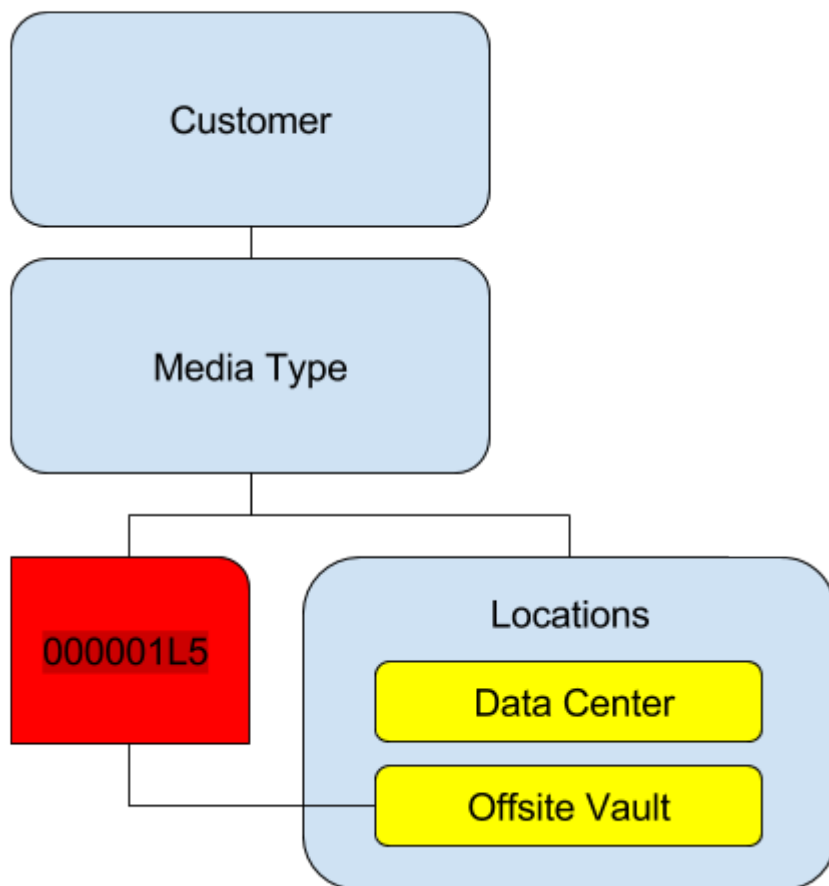 Customer
Media Type
000001L5
Locations
Data Center
Offsite Vault